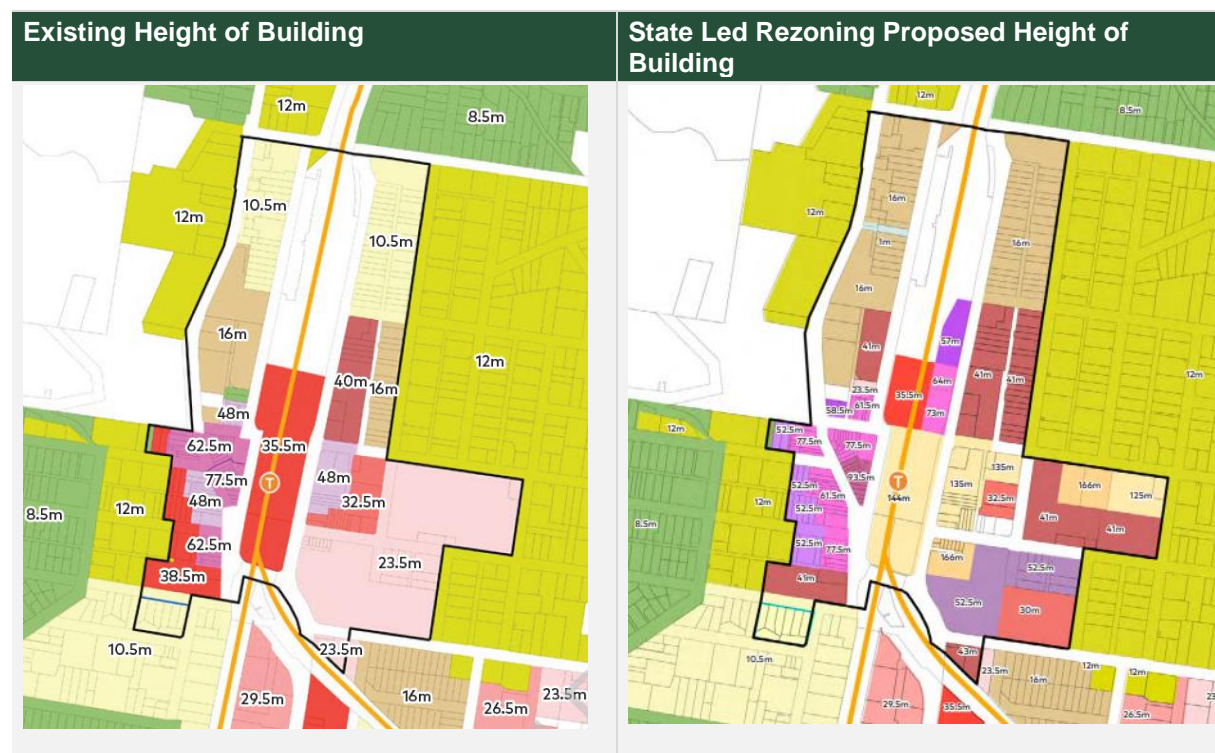 Existing Height of Building
State Led Rezoning Proposed Height of
Building
12m
8.5m
10.5m
12m
10.5m
16m
12m
40m
16m
48m
35.5m
62.5m
77.5m
48m
T
48m
32.5m
8.5m
12m
62.5m
23.5m
38.5m
10.5m
23.5m
29.5m
16m
26.5m
23.5m
12m
8.5m
16m
12m
1m
16m
16m
57m
41m
12m
41m
41m
64m
35.5m
23.5m
61.5m
58.5m
73m
12m
52.5m
77.5m
77.5m
135m
93.5m
T
52.5m
61.5m
144m
135m
32.5m
166m
125m
12m
8.5m
52.5m
41m
41m
52.5m
77.5m
166m
52.5m
41m
52.5m
30m
10.5m
43m
23.5m
12m
12m
16m
29.5m
35.5m
26.5m
23